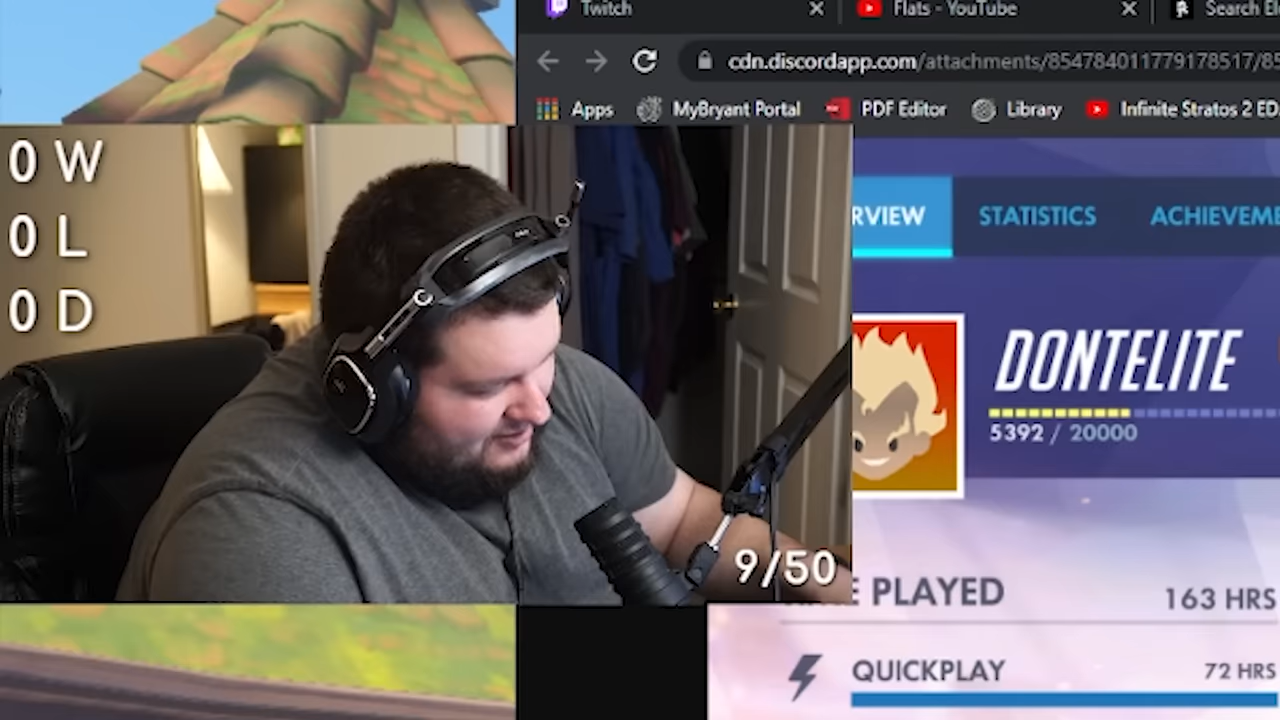 Twitch
Flats - YouTube
Search El
cdn.discordapp.com/attachments/854784011779178517/85
Apps
MyBryant Portal
PDF Editor
Library
Infinite Stratos 2 ED
0 W
0 L
0 D
RVIEW
STATISTICS
ACHIEVEME
DONTELITE
5392 / 20000
9/50
E PLAYED
163 HRS
QUICKPLAY
72 HRS